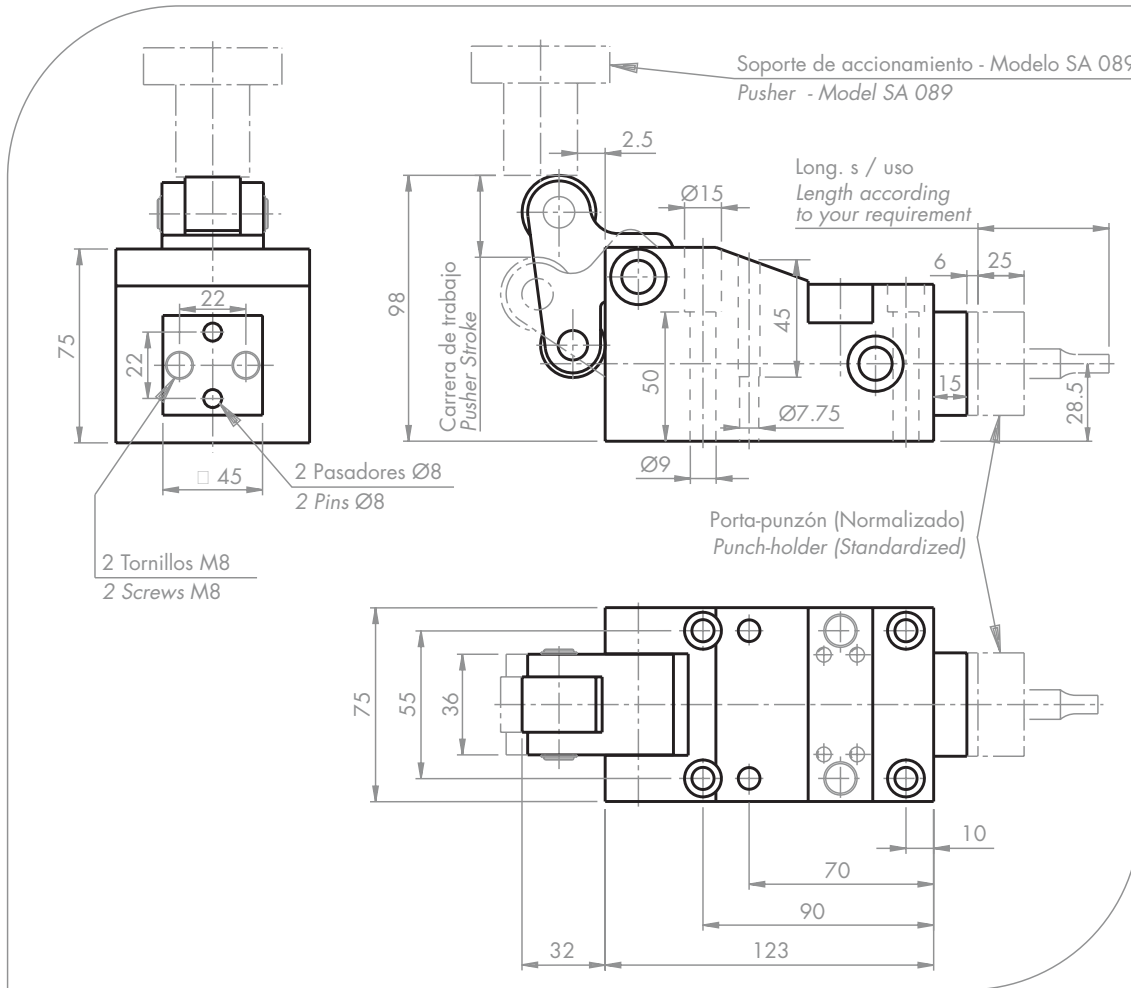 Soporte de accionamiento - Modelo SA 089
Pusher - Model SA 089
2.5
Long. s / uso
Length according
to your requirement
Ø15
6
25
22
75
22
98
Carrera de trabajo
Pusher Stroke
45
50
15
28.5
Ø7.75
Ø9
□ 45
2 Pasadores Ø8
2 Pins Ø8
2 Tornillos M8
2 Screws M8
Porta-punzón (Normalizado)
Punch-holder (Standardized)
75
55
36
10
70
90
32
123